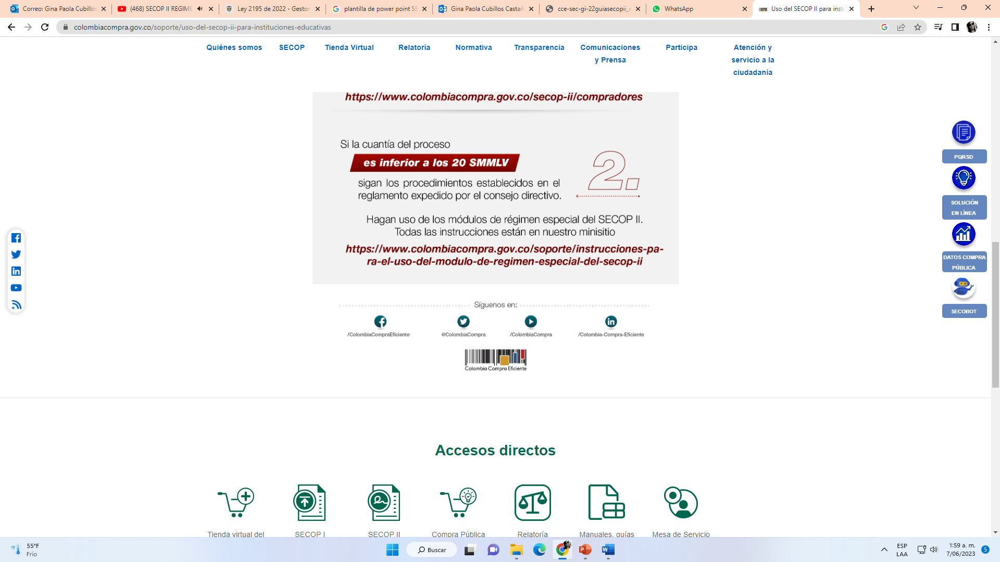 Correo: Gina Paola Cubillos
(468) SECOP II REGIME
Ley 2195 de 2022 - Gestor
plantilla de power point SE
Gina Paola Cubillos Castañ
cce-sec-gi-22guiasecopii_e
WhatsApp
Uso del SECOP II para insti
colombiacompra.gov.co/soporte/uso-del-secop-ii-para-instituciones-educativas
Quiénes somos
SECOP
Tienda Virtual
Relatoría
Normativa
Transparencia
Comunicaciones
y Prensa
Participa
Atención y
servicio a la
ciudadanía
https://www.colombiacompra.gov.co/secop-ii/compradores
Si la cuantía del proceso
es inferior a los 20 SMMLV
2.
sigan los procedimientos establecidos en el
reglamento expedido por el consejo directivo.
Hagan uso de los módulos de régimen especial del SECOP II.
Todas las instrucciones están en nuestro minisitio
https://www.colombiacompra.gov.co/soporte/instrucciones-pa-
ra-el-uso-del-modulo-de-regimen-especial-del-secop-ii
Síguenos en:
/ColombiaCompraEficiente
@ColombiaCompra
/ColombiaCompra
/Colombia-Compra-Eficiente
Colombia Compra Eficiente
PQRSD
SOLUCIÓN
EN LÍNEA
DATOS COMPRA
PÚBLICA
SECOBOT
Accesos directos
Tienda virtual del
SECOP I
SECOP II
Compra Pública
Relatoría
Manuales, guías
Mesa de Servicio
55°F
Frío
Buscar
ESP
LAA
1:59 a. m.
7/06/2023
5